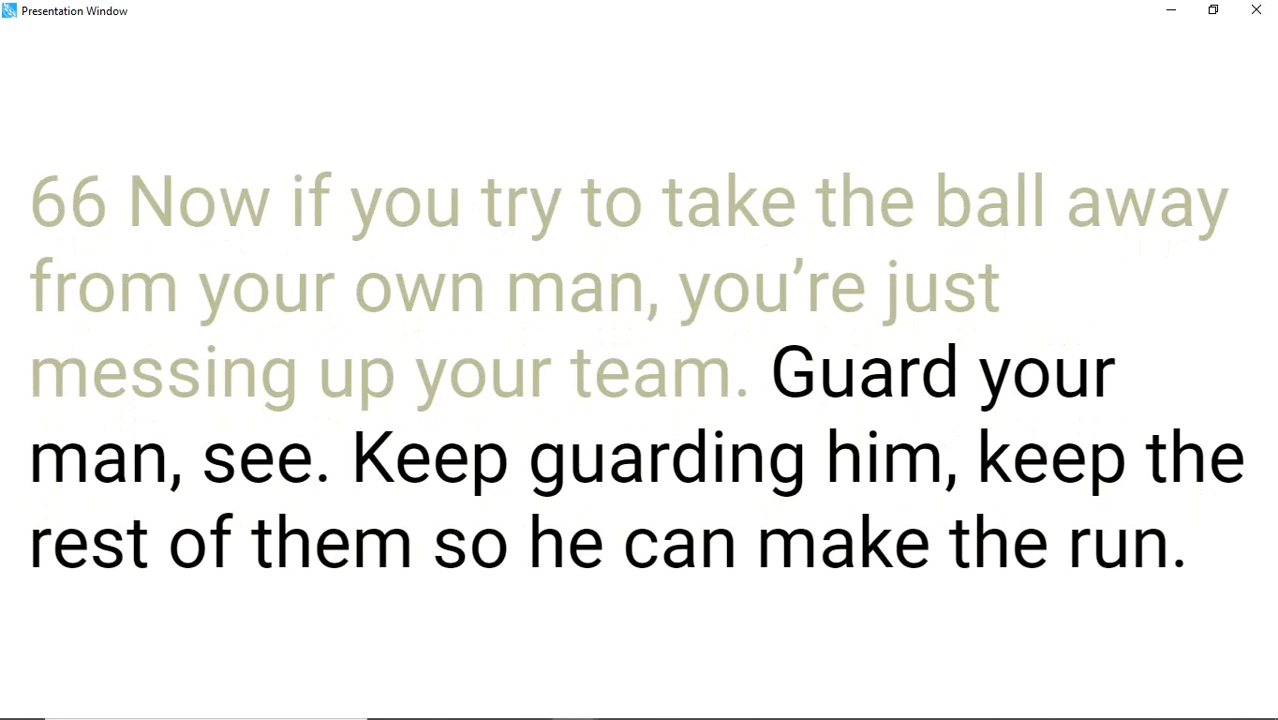 Presentation Window
66 Now if you try to take the ball away
from your own man, you’re just
messing up your team. Guard your
man, see. Keep guarding him, keep the
rest of them so he can make the run.